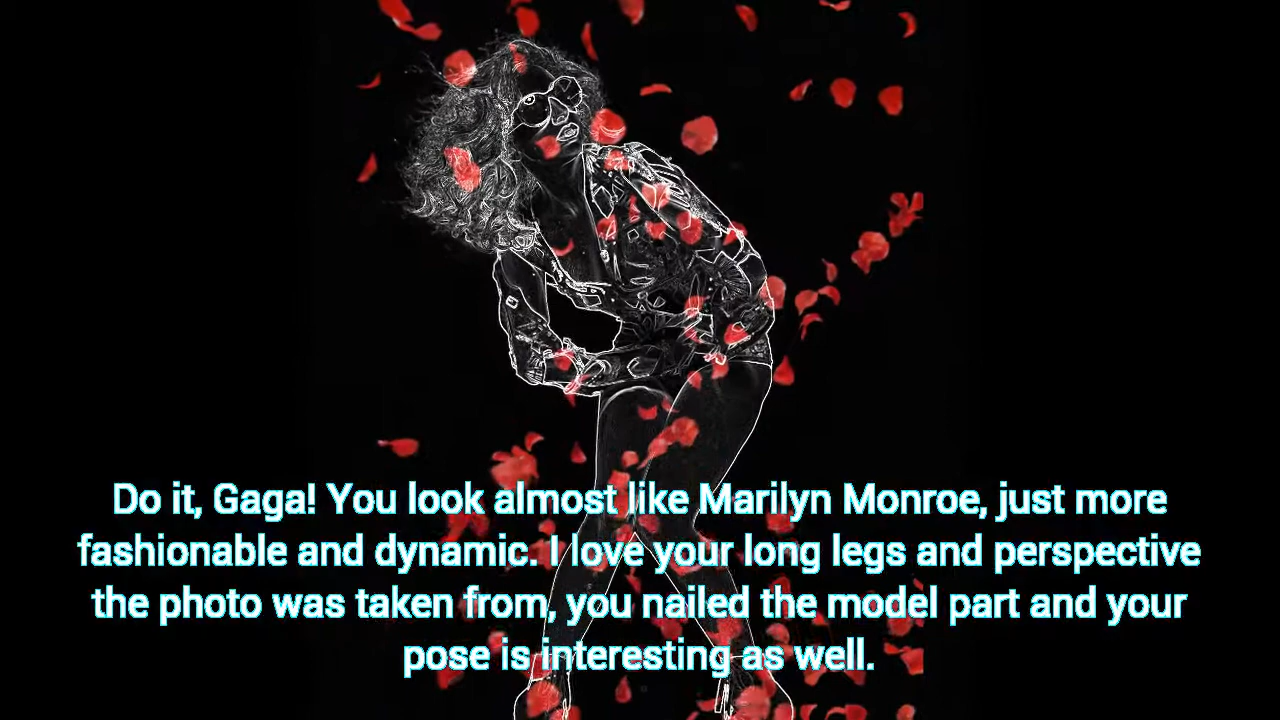 Do it, Gaga! You look almost like Marilyn Monroe, just more
fashionable and dynamic. I love your long legs and perspective
the photo was taken from, you nailed the model part and your
pose is interesting as well.